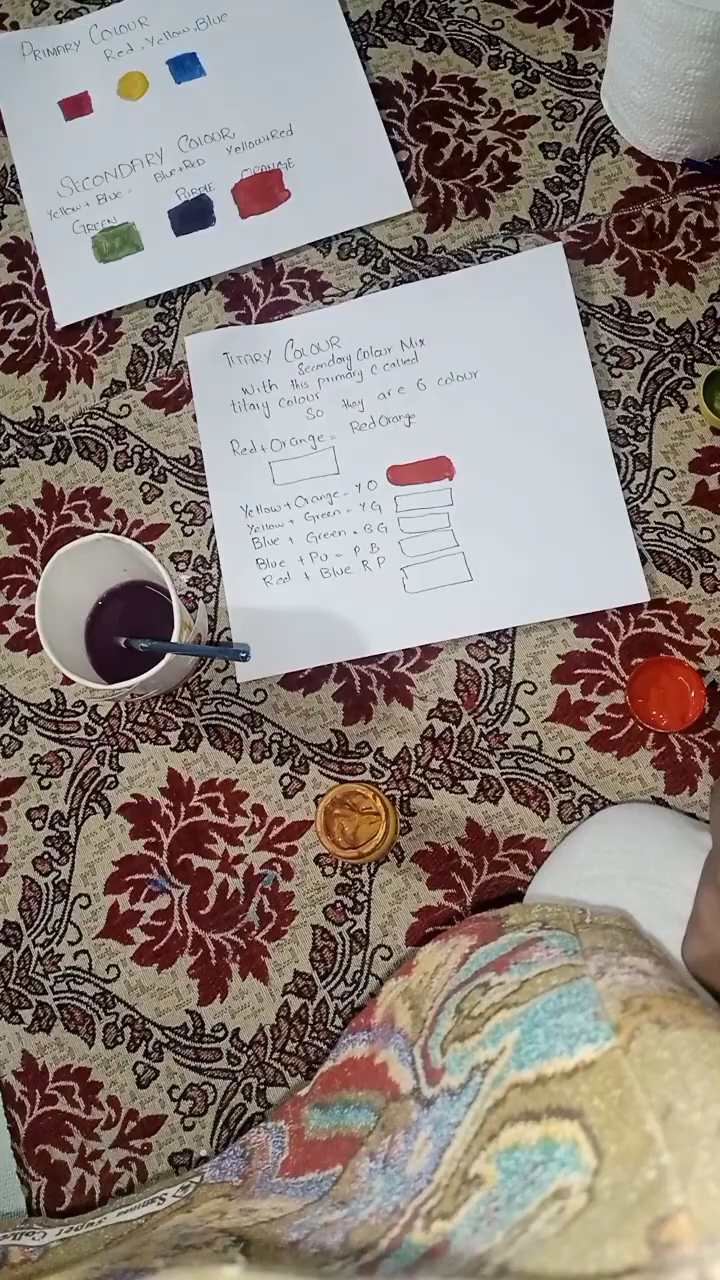 PRIMARY COLOUR
Red, Yellow, Blue
SECONDARY COLOUR
Yellow + Blue = Blue+RED Yellow+Red
GREEN PURPLE ORANGE
TITARY COLOUR
Secondary Colour Mix
with this primary C called
titary colour
So they are 6 colour
Red + Orange = Red Orange
Yellow + Orange = Y O
Yellow + Green = Y G
Blue + Green = B G
Blue + Pu = P B
Red + Blue R P
Super